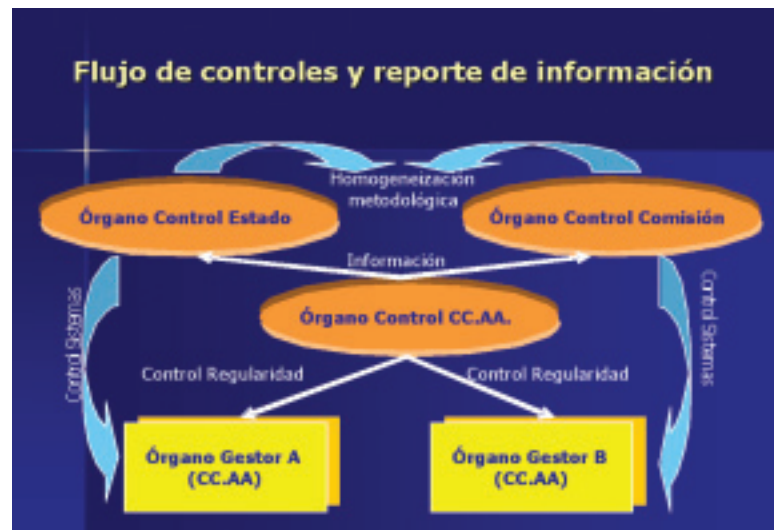 Flujo de controles y reporte de información
Homogeneización
metodológica
Órgano Control Estado
Órgano Control Comisión
Información
Órgano Control CC.AA.
Control Sistemas
Control Sistemas
Control Regularidad
Control Regularidad
Órgano Gestor A
(CC.AA)
Órgano Gestor B
(CC.AA)